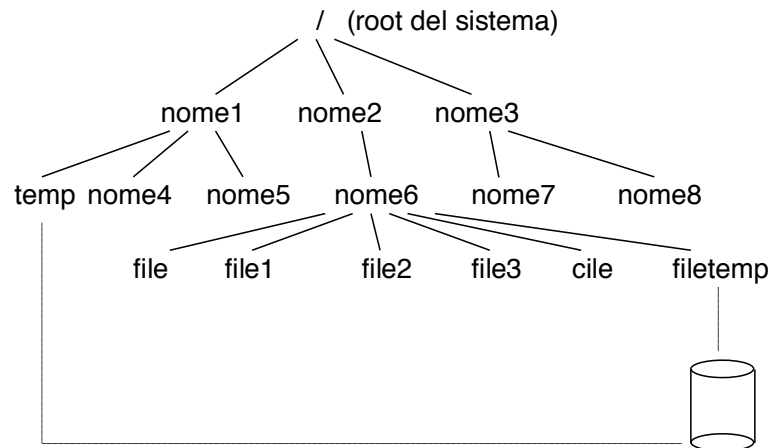 / (root del sistema)
nome1 nome2 nome3
temp nome4 nome5 nome6 nome7 nome8
file file1 file2 file3 cile filetemp